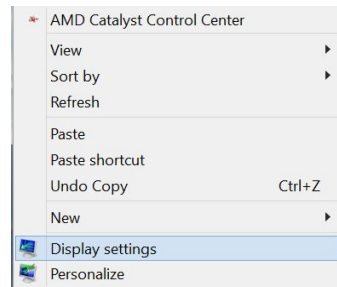 AMD Catalyst Control Center
View
Sort by
Refresh
Paste
Paste shortcut
Undo Copy Ctrl+Z
New
Display settings
Personalize